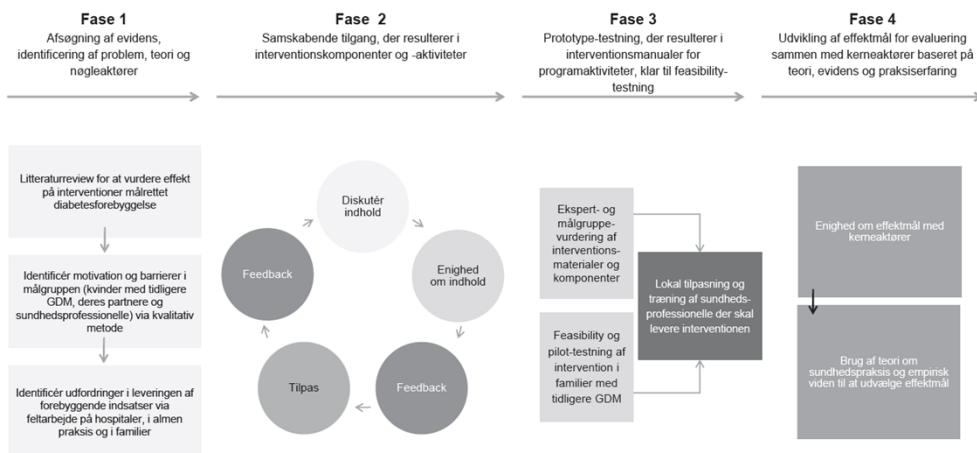 Fase 1
Afsøgning af evidens,
identificering af problem, teori og
nøgleaktører
Litteraturreview for at vurdere effekt
på interventioner målrettet
diabetesforebyggelse
Identificér motivation og barrierer i
målgruppen (kvinder med tidligere
GDM, deres partnere og
sundhedsprofessionelle) via kvalitativ
metode
Identificér udfordringer i leveringen af
forebyggende indsatser via
feltarbejde på hospitaler, i almen
praksis og i familier
Fase 2
Samskabende tilgang, der resulterer i
interventionskomponenter og -aktiviteter
Diskutér
indhold
Enighed
om indhold
Feedback
Tilpas
Feedback
Fase 3
Prototype-testning, der resulterer i
interventionsmanualer for
programaktiviteter, klar til feasibility-
testning
Ekspert- og
målgruppe-
vurdering af
interventions-
materialer og
komponenter
Feasibility og
pilot-testning af
intervention i
familier med
tidligere GDM
Lokal tilpasning og
træning af sundheds-
professionelle der skal
levere interventionen
Fase 4
Udvikling af effektmål for evaluering
sammen med kerneaktører baseret på
teori, evidens og praksiserfaring
Enighed om effektmål med
kerneaktører
Brug af teori om
sundhedspraksis og empirisk
viden til at udvælge effektmål